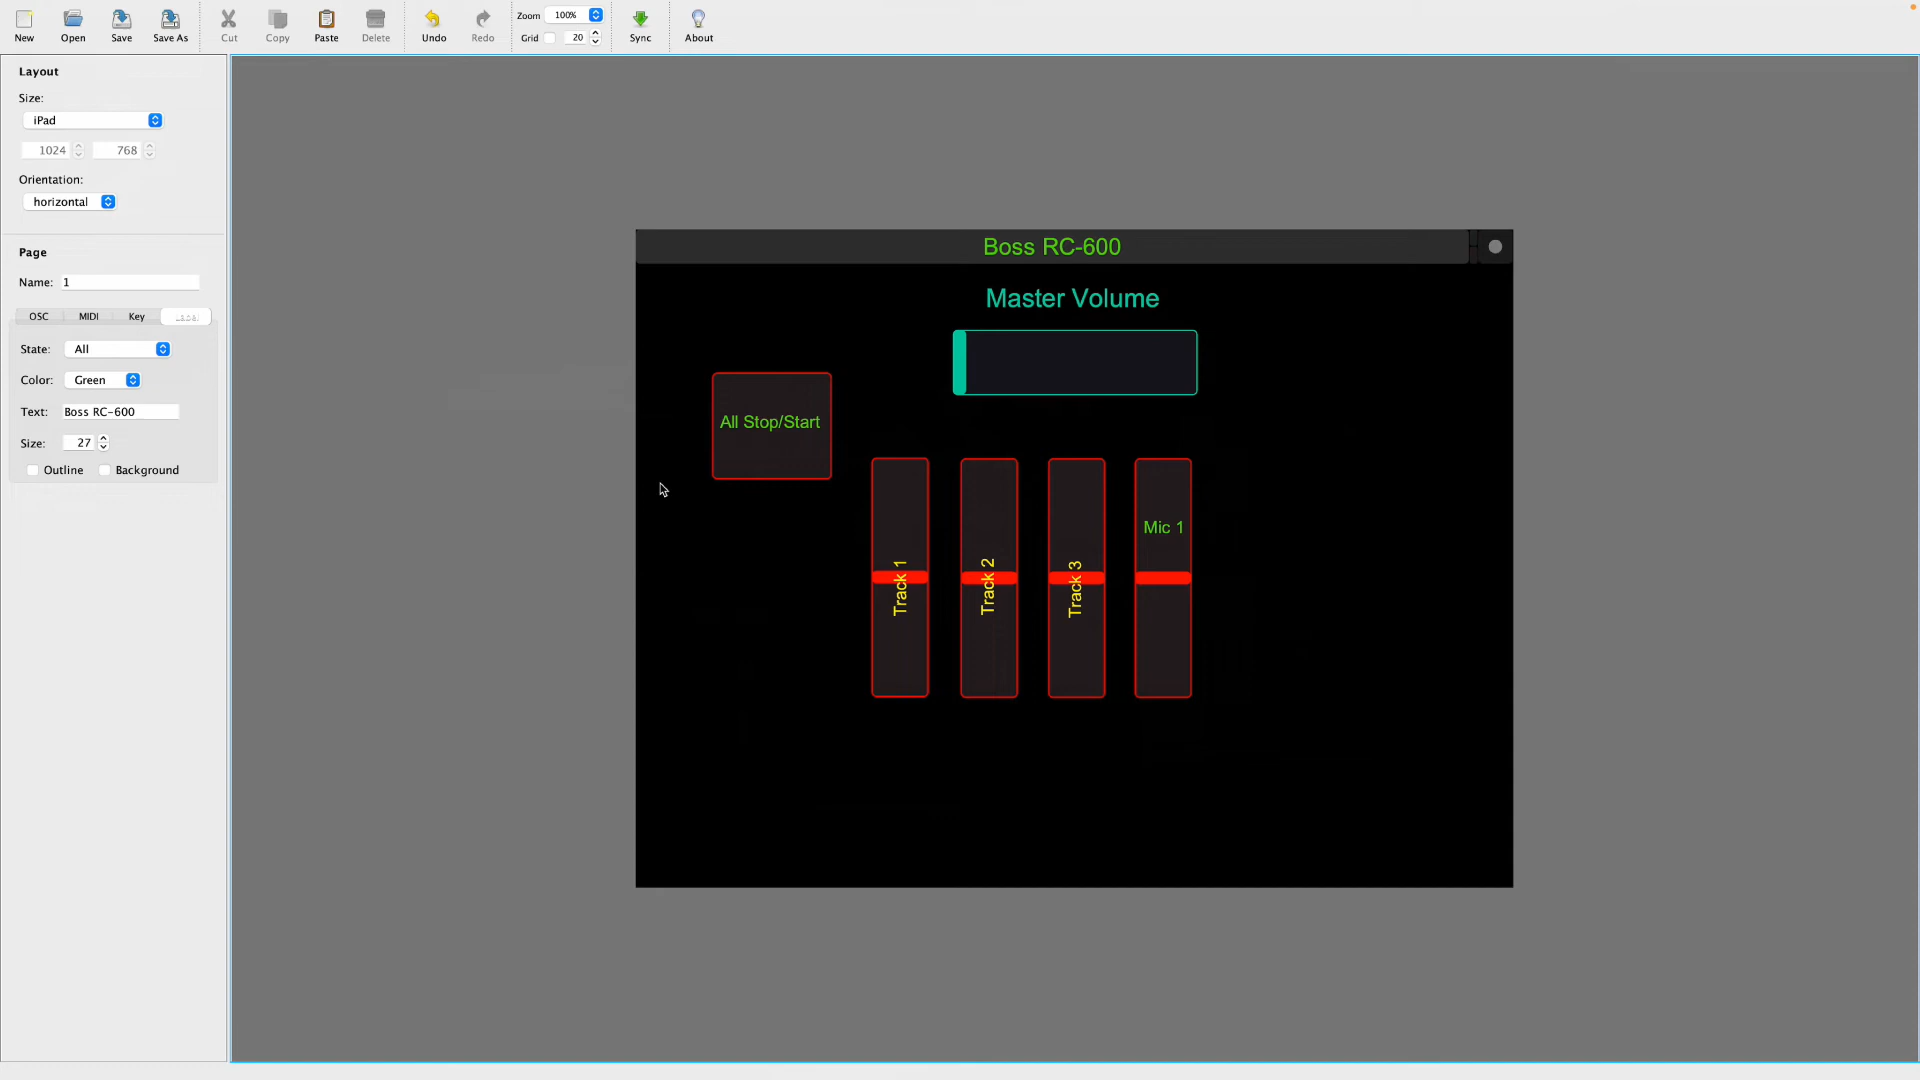 New Open Save Save As Cut Copy Paste Delete Undo Redo Zoom 100% Grid 20 Sync About
Layout
Size:
iPad
1024 768
Orientation:
horizontal
Page
Name: 1
OSC MIDI Key
State: All
Color: Green
Text: Boss RC-600
Size: 27
Outline Background
Boss RC-600
Master Volume
All Stop/Start
Track 1
Track 2
Track 3
Mic 1